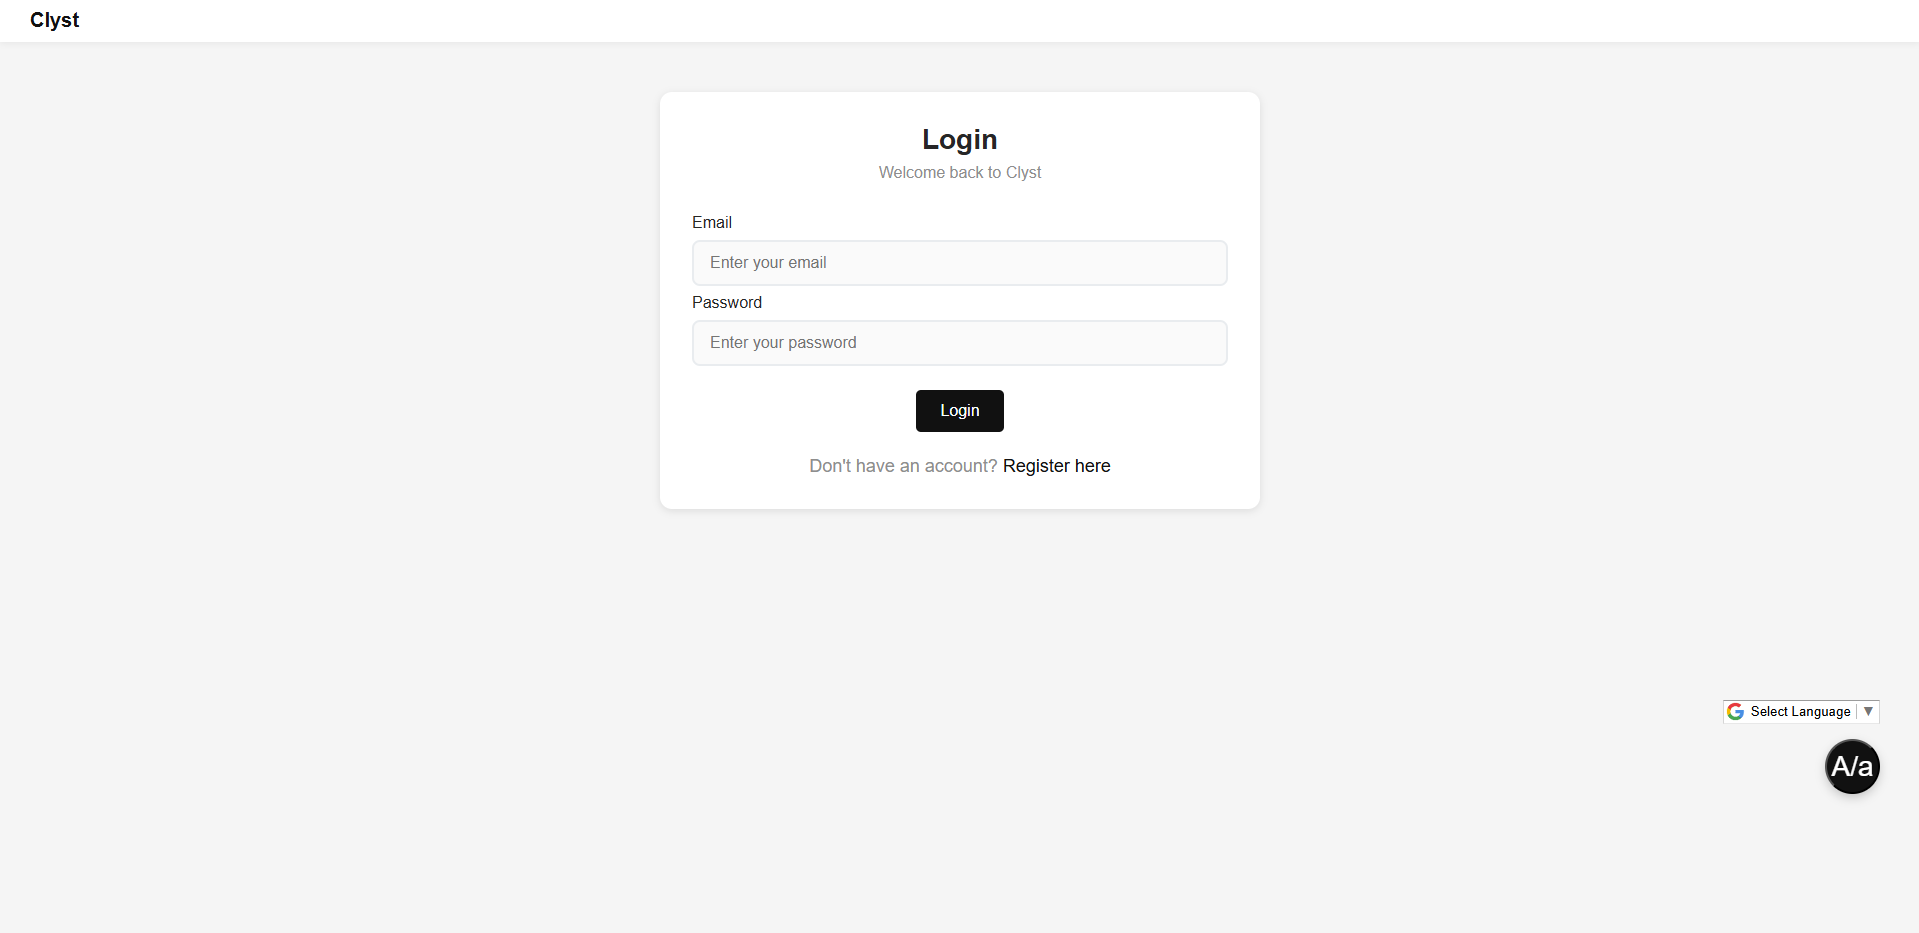 Clyst
Login
Welcome back to Clyst
Email
Enter your email
Password
Enter your password
Login
Don't have an account? Register here
Select Language ▼
A/a